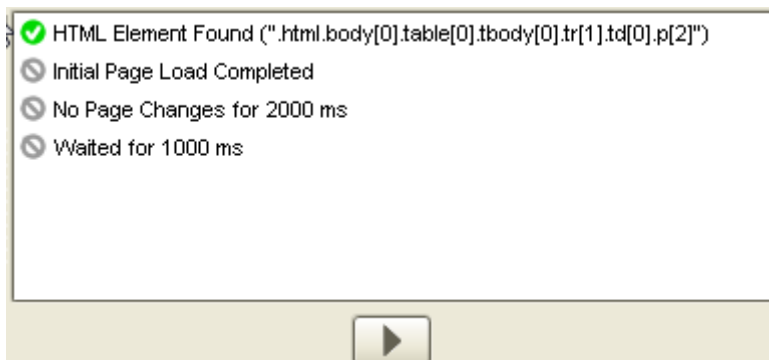 HTML Element Found (".html.body[0].table[0].tbody[0].tr[1].td[0].p[2]")
Initial Page Load Completed
No Page Changes for 2000 ms
Waited for 1000 ms